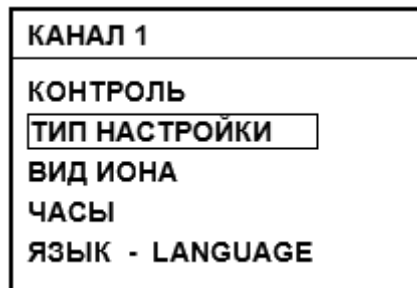 КАНАЛ 1
КОНТРОЛЬ
ТИП НАСТРОЙКИ
ВИД ИОНА
ЧАСЫ
ЯЗЫК - LANGUAGE